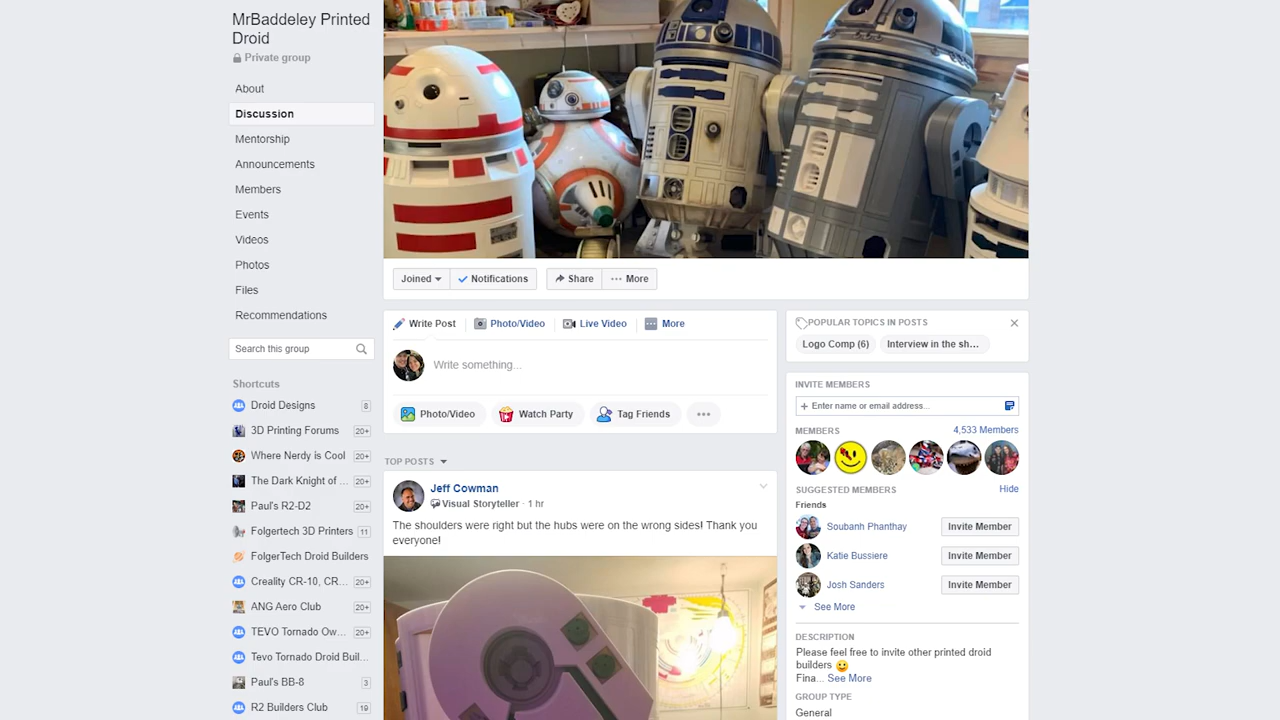 MrBaddeley Printed
Droid
Private group
About
Discussion
Mentorship
Announcements
Members
Events
Videos
Photos
Files
Recommendations
Search this group
Shortcuts
Droid Designs 8
3D Printing Forums 20+
Where Nerdy is Cool 20+
The Dark Knight of ... 20+
Paul's R2-D2 20+
Folgertech 3D Printers 11
FolgerTech Droid Builders
Creality CR-10, CR... 20+
ANG Aero Club 20+
TEVO Tornado Ow... 20+
Tevo Tornado Droid Buil...
Paul's BB-8 3
R2 Builders Club 19
Joined Notifications Share More
Write Post Photo/Video Live Video More
Write something...
Photo/Video Watch Party Tag Friends
TOP POSTS
Jeff Cowman
Visual Storyteller · 1 hr
The shoulders were right but the hubs were on the wrong sides! Thank you
everyone!
POPULAR TOPICS IN POSTS
Logo Comp (6) Interview in the sh...
INVITE MEMBERS
+ Enter name or email address...
MEMBERS 4,533 Members
SUGGESTED MEMBERS Hide
Friends
Soubanh Phanthay Invite Member
Katie Bussiere Invite Member
Josh Sanders Invite Member
See More
DESCRIPTION
Please feel free to invite other printed droid
builders
Fina... See More
GROUP TYPE
General